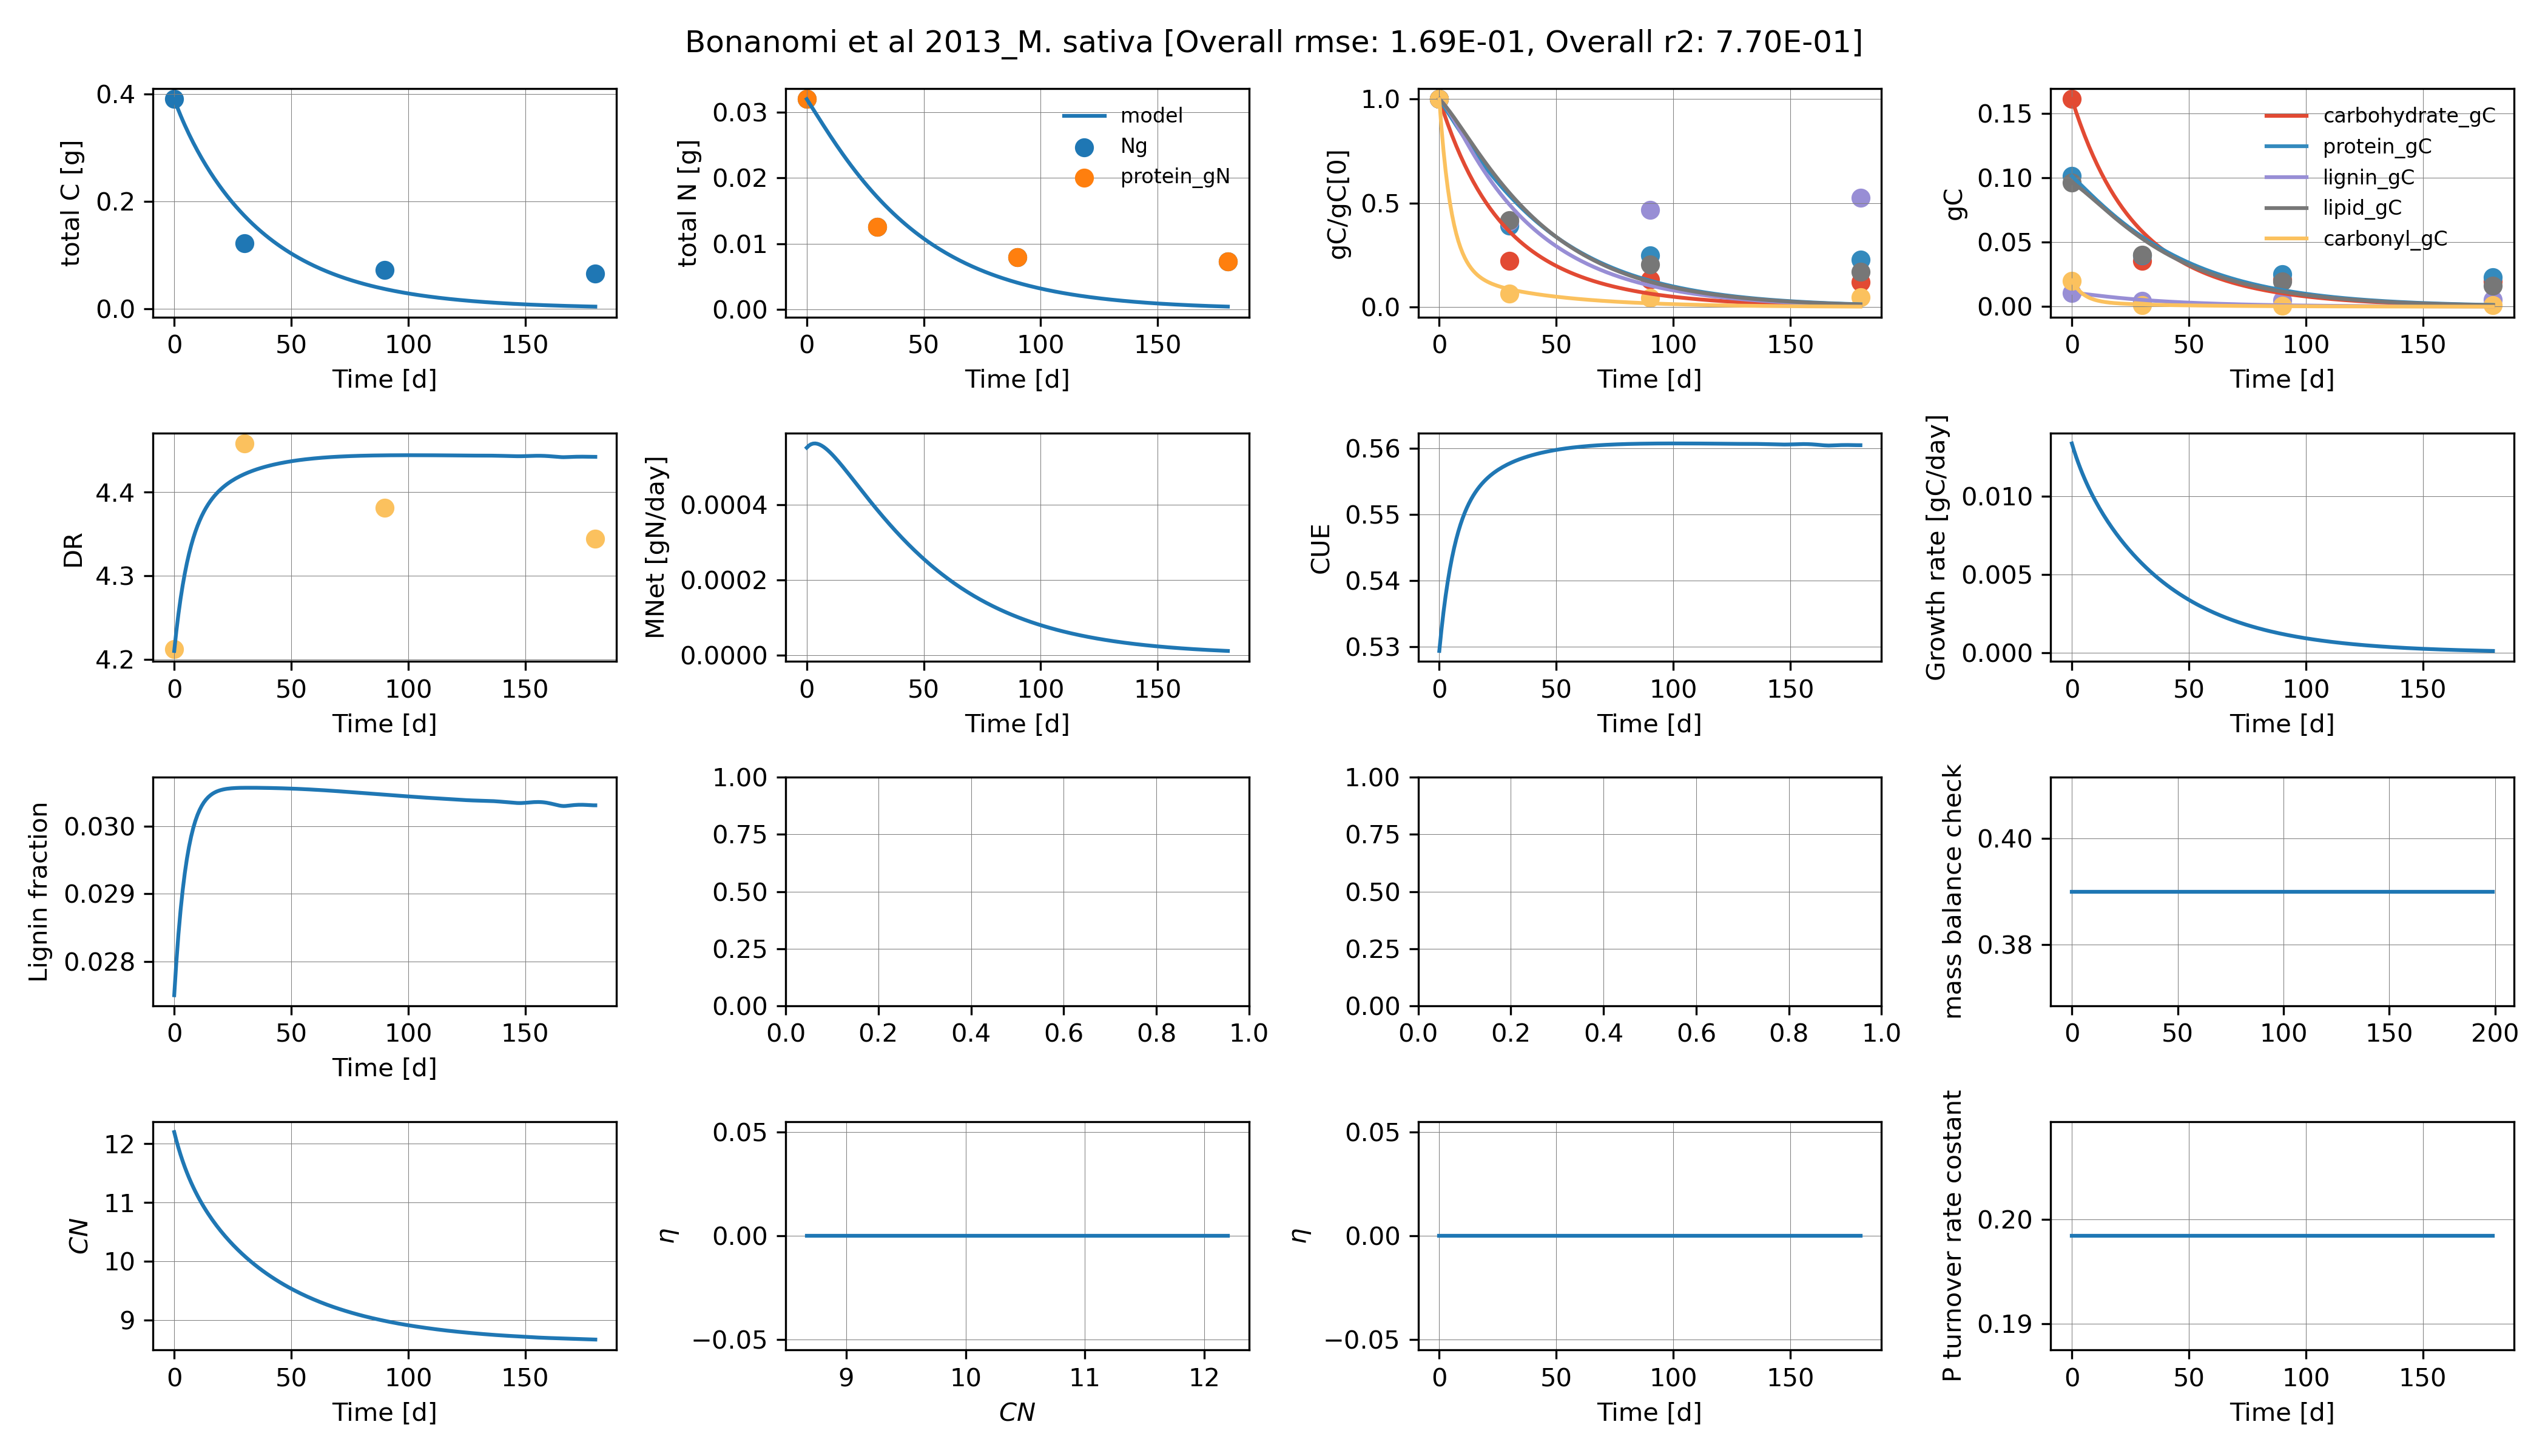 Bonanomi et al 2013_M. sativa [Overall rmse: 1.69E-01, Overall r2: 7.70E-01]
total C [g]
0.4
0.2
0.0
0 50 100 150
Time [d]
total N [g]
0.03
0.02
0.01
0.00
model
Ng
protein_gN
0 50 100 150
Time [d]
gC/gC[0]
1.0
0.5
0.0
0 50 100 150
Time [d]
gC
0.15
0.10
0.05
0.00
carbohydrate_gC
protein_gC
lignin_gC
lipid_gC
carbonyl_gC
0 50 100 150
Time [d]
DR
4.4
4.3
4.2
0 50 100 150
Time [d]
MNet [gN/day]
0.0004
0.0002
0.0000
0 50 100 150
Time [d]
CUE
0.56
0.55
0.54
0.53
0 50 100 150
Time [d]
Growth rate [gC/day]
0.010
0.005
0.000
0 50 100 150
Time [d]
Lignin fraction
0.030
0.029
0.028
0 50 100 150
Time [d]
1.00
0.75
0.50
0.25
0.00
0.0 0.2 0.4 0.6 0.8 1.0
1.00
0.75
0.50
0.25
0.00
0.0 0.2 0.4 0.6 0.8 1.0
mass balance check
0.40
0.38
0 50 100 150 200
CN
12
11
10
9
0 50 100 150
Time [d]
η
0.05
0.00
−0.05
9 10 11 12
CN
η
0.05
0.00
−0.05
0 50 100 150
Time [d]
P turnover rate costant
0.20
0.19
0 50 100 150
Time [d]